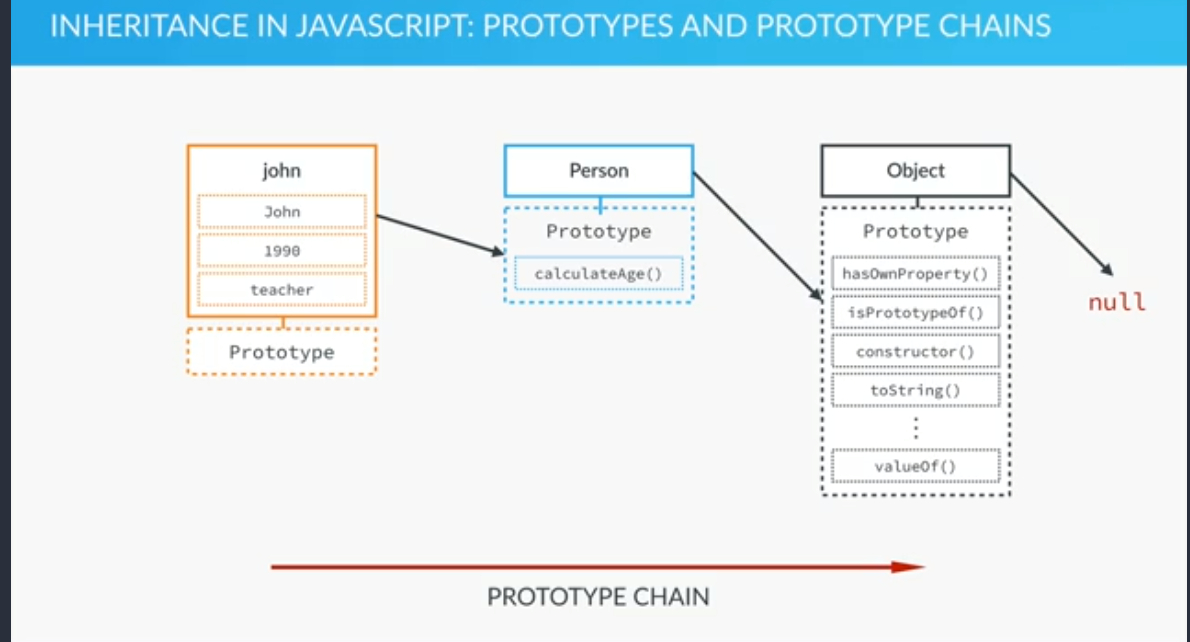 INHERITANCE IN JAVASCRIPT: PROTOTYPES AND PROTOTYPE CHAINS
john
John
1990
teacher
Prototype
Person
Prototype
calculateAge()
Object
Prototype
hasOwnProperty()
isPrototypeOf()
constructor()
toString()
⋮
valueOf()
null
PROTOTYPE CHAIN